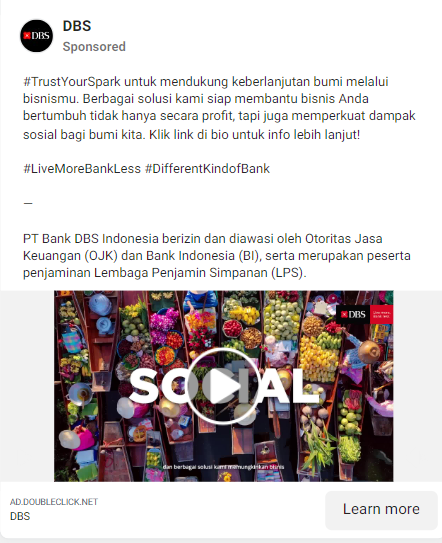 DBS
DBS
Sponsored
#TrustYourSpark untuk mendukung keberlanjutan bumi melalui
bisnismu. Berbagai solusi kami siap membantu bisnis Anda
bertumbuh tidak hanya secara profit, tapi juga memperkuat dampak
sosial bagi bumi kita. Klik link di bio untuk info lebih lanjut!
#LiveMoreBankLess #DifferentKindofBank
—
PT Bank DBS Indonesia berizin dan diawasi oleh Otoritas Jasa
Keuangan (OJK) dan Bank Indonesia (BI), serta merupakan peserta
penjaminan Lembaga Penjamin Simpanan (LPS).
DBS
SOCIAL
dan berbagai solusi kami memungkinkan bisnis
AD.DOUBLECLICK.NET
DBS
Learn more